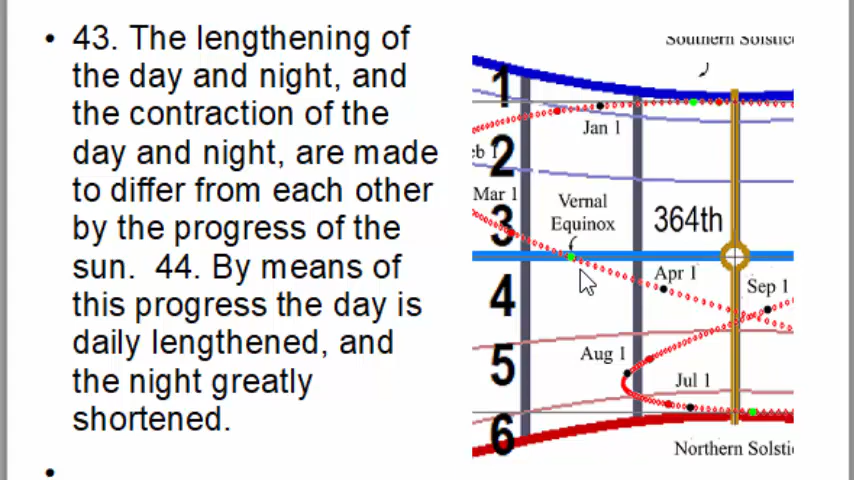 • 43. The lengthening of
the day and night, and
the contraction of the
day and night, are made
to differ from each other
by the progress of the
sun. 44. By means of
this progress the day is
daily lengthened, and
the night greatly
shortened.
•
Southern Solstic
1
Jan 1
eb 1
2
Mar 1
Vernal
Equinox
3
364th
4
Apr 1
Sep 1
Aug 1
5
Jul 1
6
Northern Solsti